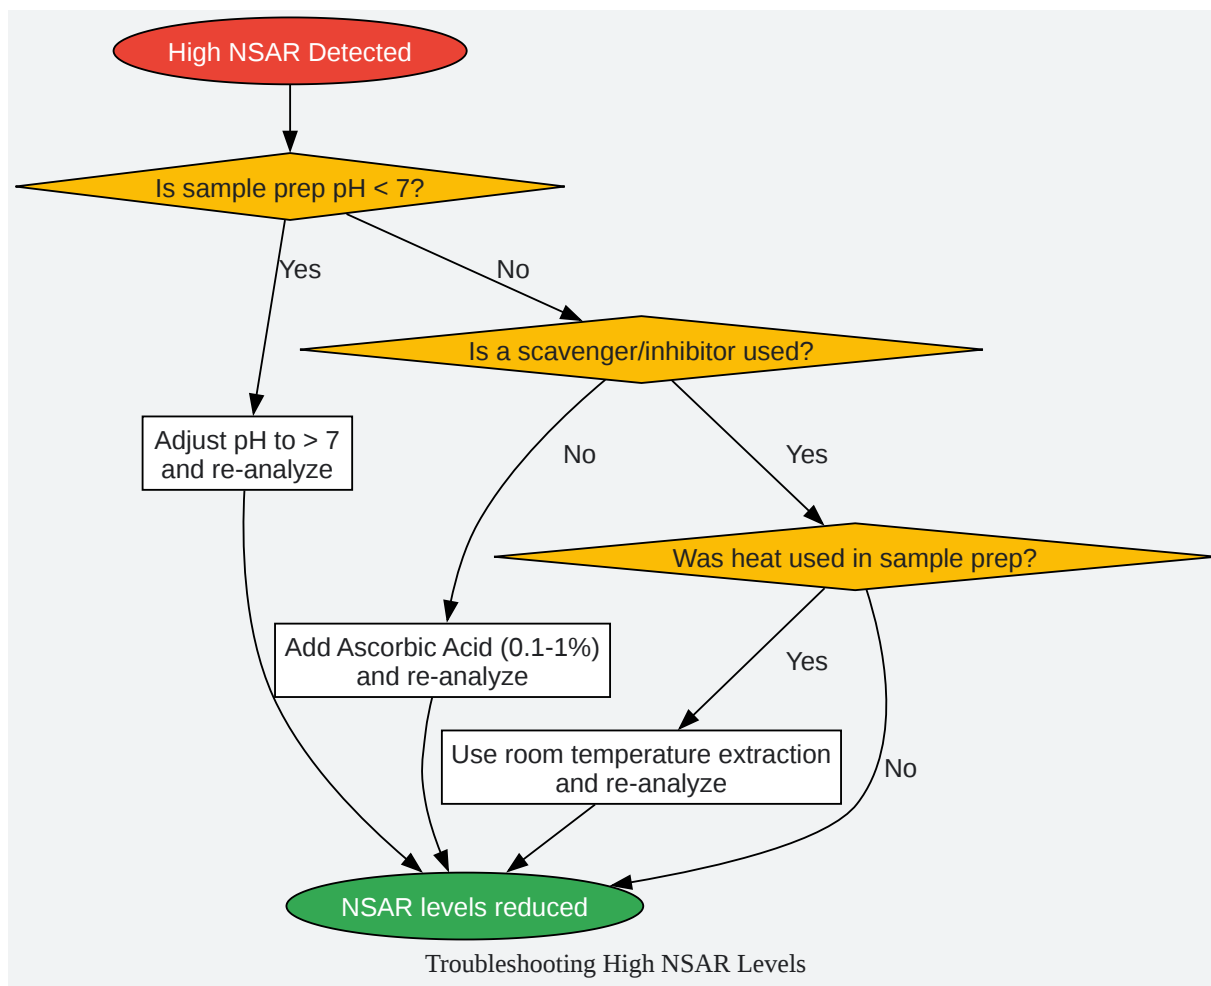 High NSAR Detected
Is sample prep pH < 7?
Yes
No
Is a scavenger/inhibitor used?
Adjust pH to > 7
and re-analyze
No
Yes
Was heat used in sample prep?
Add Ascorbic Acid (0.1-1%)
and re-analyze
Yes
Use room temperature extraction
and re-analyze
No
NSAR levels reduced
Troubleshooting High NSAR Levels